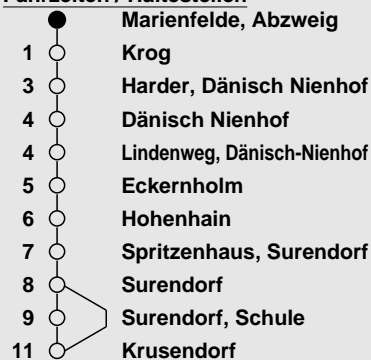 Fahrzeiten / Haltestellen
Marienfelde, Abzweig
1 Krog
3 Harder, Dänisch Nienhof
4 Dänisch Nienhof
4 Lindenweg, Dänisch-Nienhof
5 Eckernholm
6 Hohenhain
7 Spritzenhaus, Surendorf
8 Surendorf
9 Surendorf, Schule
11 Krusendorf